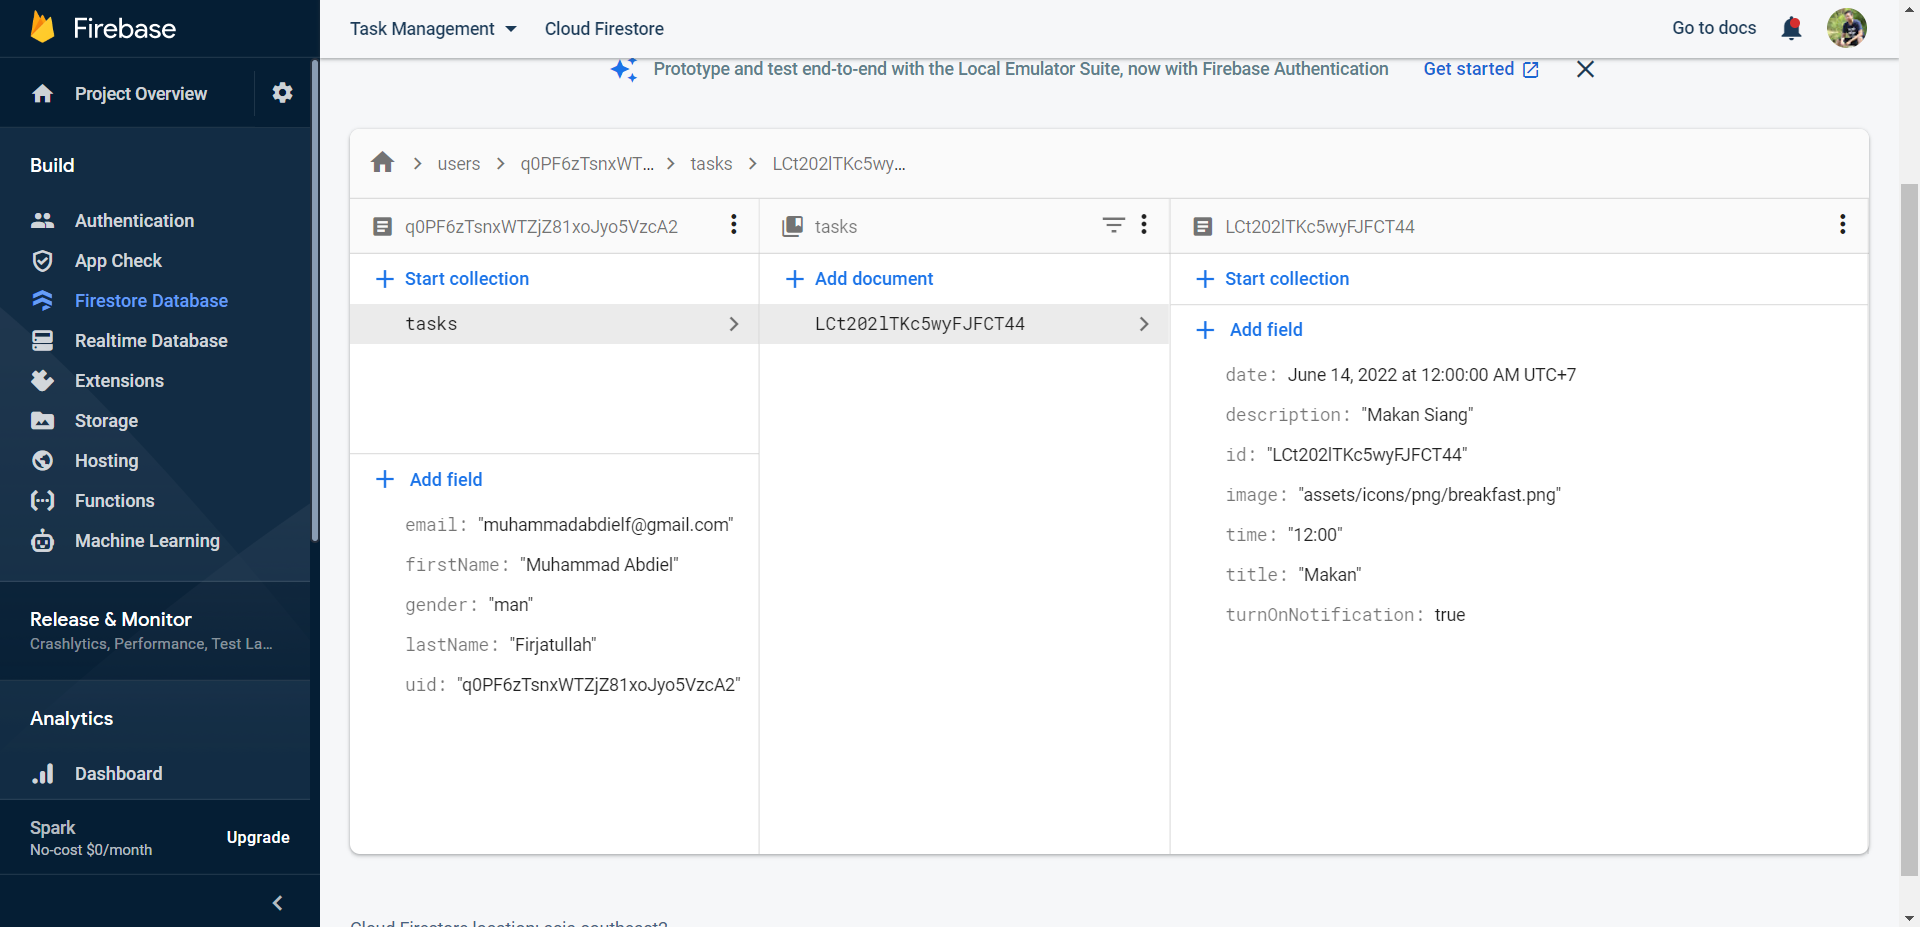 Firebase
Task Management
Cloud Firestore
Go to docs
Project Overview
Prototype and test end-to-end with the Local Emulator Suite, now with Firebase Authentication
Get started
Build
Authentication
App Check
Firestore Database
Realtime Database
Extensions
Storage
Hosting
Functions
Machine Learning
Release & Monitor
Crashlytics, Performance, Test La...
Analytics
Dashboard
Spark
No-cost $0/month
Upgrade
users
q0PF6zTsnxWT...
tasks
LCt202lTKc5wy...
q0PF6zTsnxWTZjZ81xoJyo5VzcA2
Start collection
tasks
Add field
email: "muhammadabdielf@gmail.com"
firstName: "Muhammad Abdiel"
gender: "man"
lastName: "Firjatullah"
uid: "q0PF6zTsnxWTZjZ81xoJyo5VzcA2"
tasks
Add document
LCt202lTKc5wyFJFCT44
LCt202lTKc5wyFJFCT44
Start collection
Add field
date: June 14, 2022 at 12:00:00 AM UTC+7
description: "Makan Siang"
id: "LCt202lTKc5wyFJFCT44"
image: "assets/icons/png/breakfast.png"
time: "12:00"
title: "Makan"
turnOnNotification: true
Cloud Firestore location: asia-southeast2